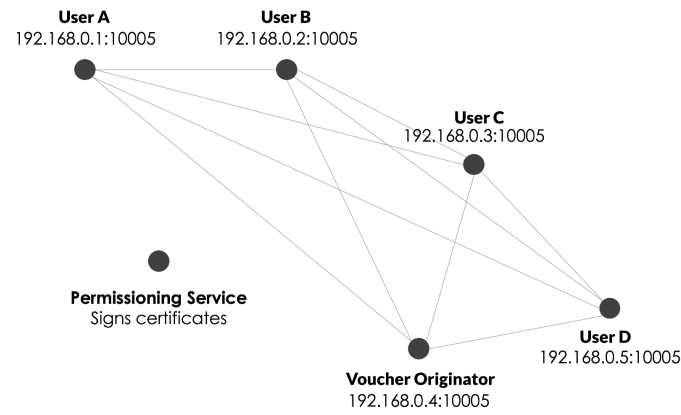 User A
192.168.0.1:10005
User B
192.168.0.2:10005
User C
192.168.0.3:10005
Permissioning Service
Signs certificates
User D
192.168.0.5:10005
Voucher Originator
192.168.0.4:10005